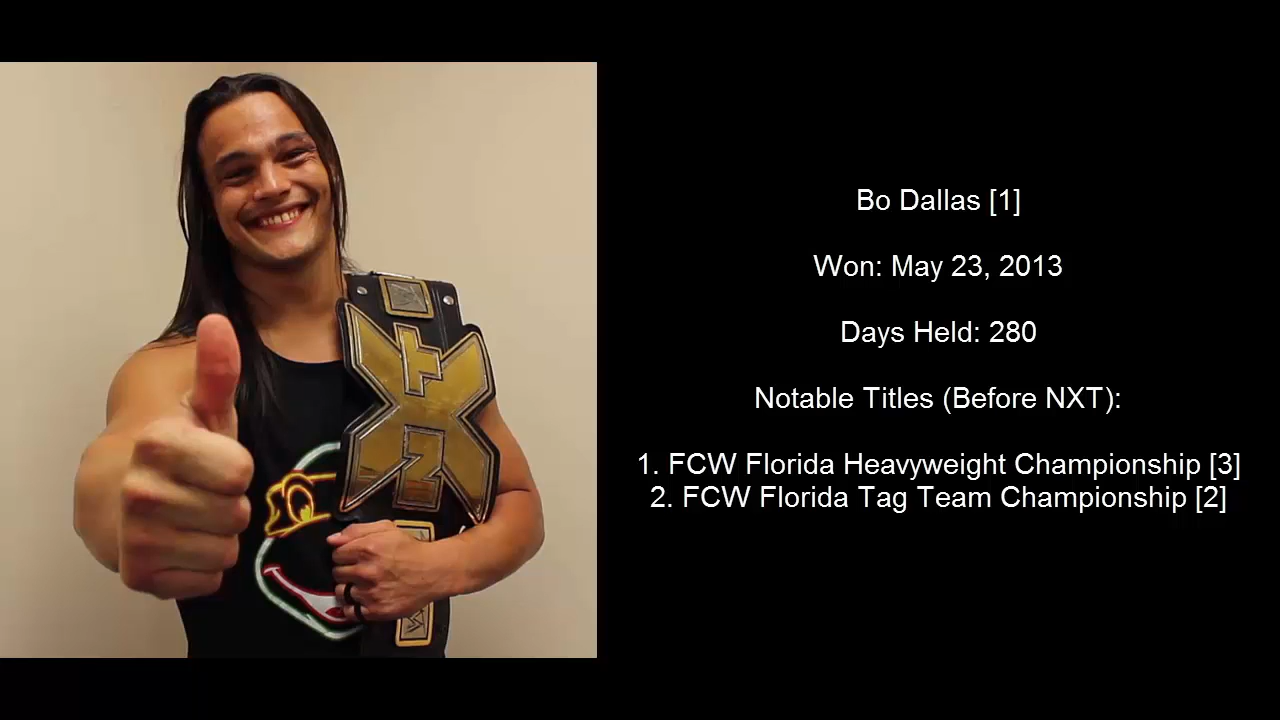 Bo Dallas [1]
Won: May 23, 2013
Days Held: 280
Notable Titles (Before NXT):
1. FCW Florida Heavyweight Championship [3]
2. FCW Florida Tag Team Championship [2]
NXT